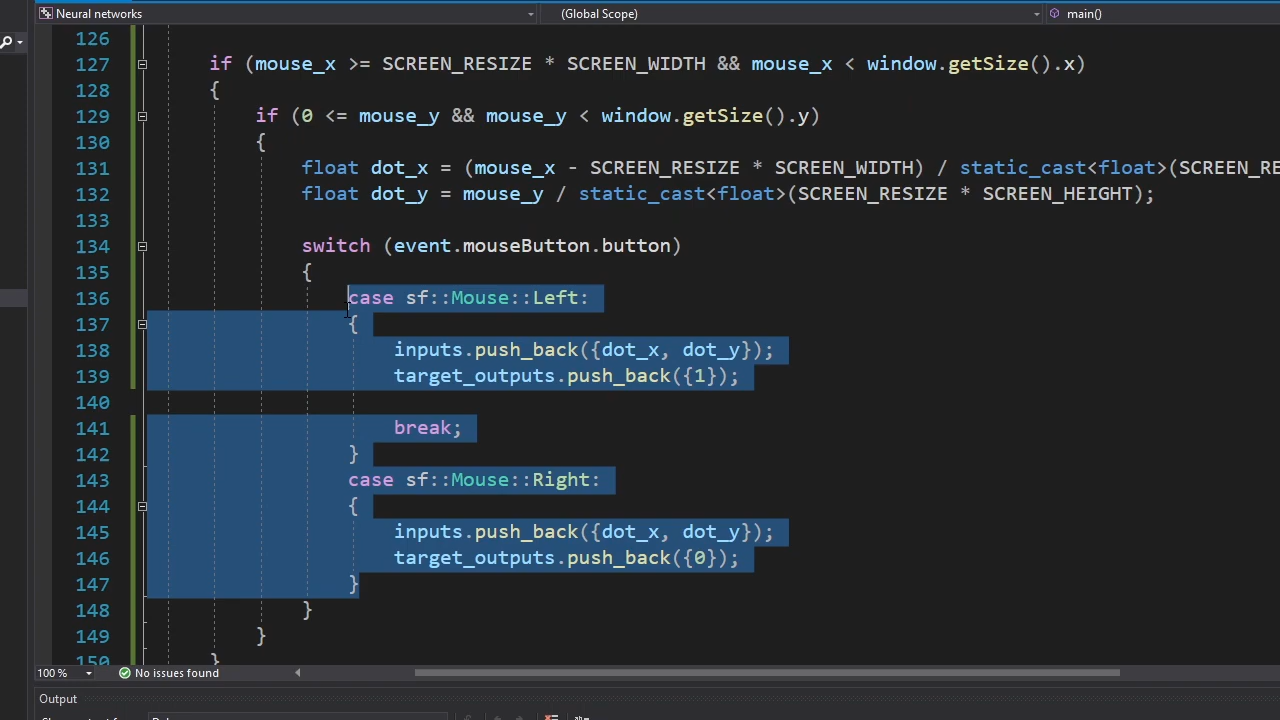 Neural networks (Global Scope) main()
126
127 if (mouse_x >= SCREEN_RESIZE * SCREEN_WIDTH && mouse_x < window.getSize().x)
128 {
129 if (0 <= mouse_y && mouse_y < window.getSize().y)
130 {
131 float dot_x = (mouse_x - SCREEN_RESIZE * SCREEN_WIDTH) / static_cast<float>(SCREEN_RE
132 float dot_y = mouse_y / static_cast<float>(SCREEN_RESIZE * SCREEN_HEIGHT);
133
134 switch (event.mouseButton.button)
135 {
136 case sf::Mouse::Left:
137 {
138 inputs.push_back({dot_x, dot_y});
139 target_outputs.push_back({1});
140
141 break;
142 }
143 case sf::Mouse::Right:
144 {
145 inputs.push_back({dot_x, dot_y});
146 target_outputs.push_back({0});
147 }
148 }
149 }
150 }
100 % No issues found
Output